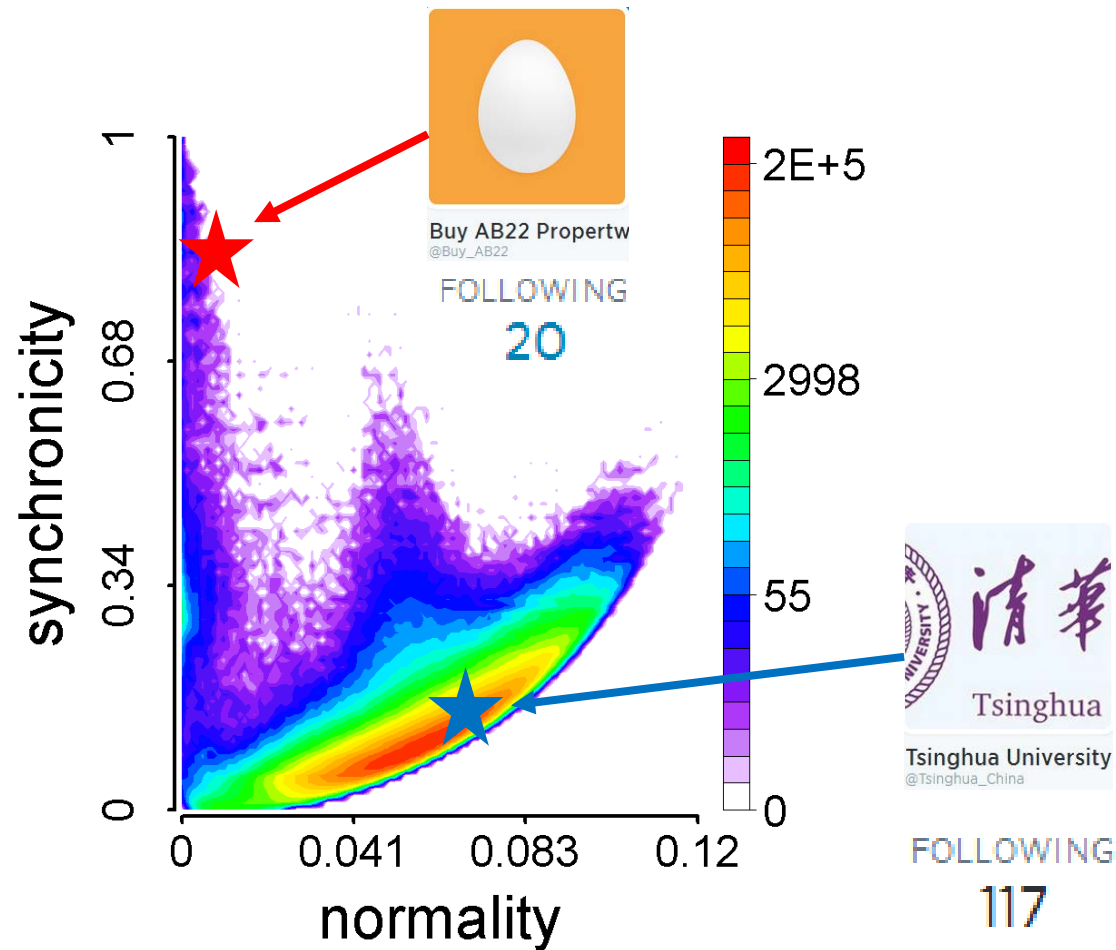 Buy AB22 Propertw
@Buy_AB22
FOLLOWING
20
synchronicity
1
0.68
0.34
0
0
0.041
0.083
0.12
normality
2E+5
2998
55
0
UNIVERSITY
清華
Tsinghua
Tsinghua University
@Tsinghua_China
FOLLOWING
117